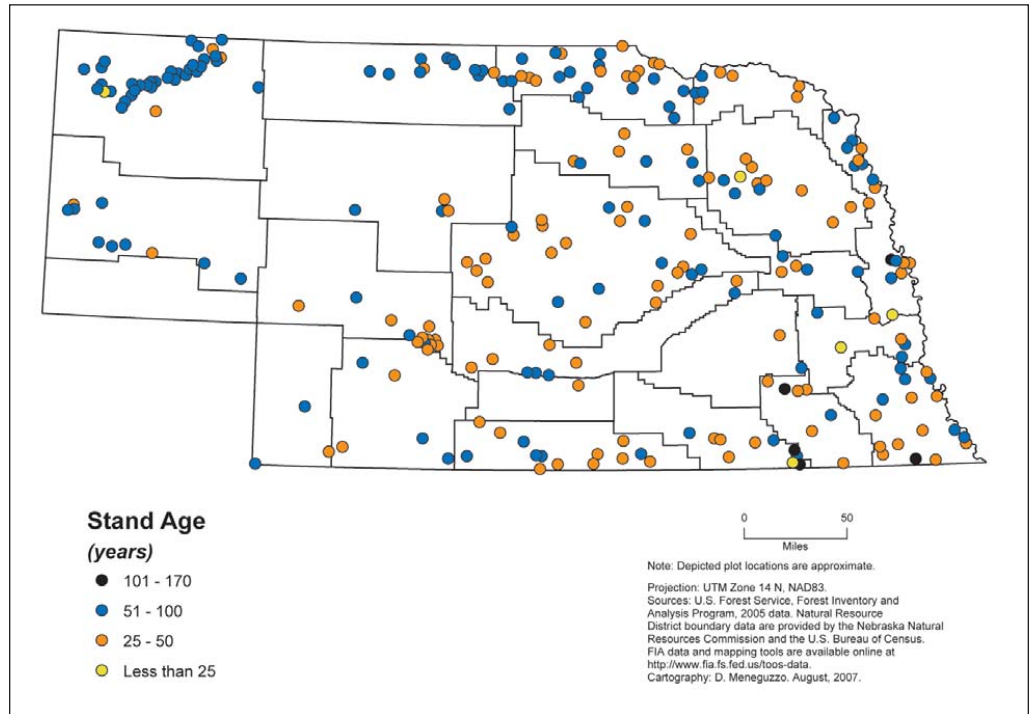 Stand Age
(years)
101 - 170
51 - 100
25 - 50
Less than 25
0 50
Miles
Note: Depicted plot locations are approximate.
Projection: UTM Zone 14 N, NAD83.
Sources: U.S. Forest Service, Forest Inventory and
Analysis Program, 2005 data. Natural Resource
District boundary data are provided by the Nebraska Natural
Resources Commission and the U.S. Bureau of Census.
FIA data and mapping tools are available online at
http://www.fia.fs.fed.us/toos-data.
Cartography: D. Meneguzzo. August, 2007.